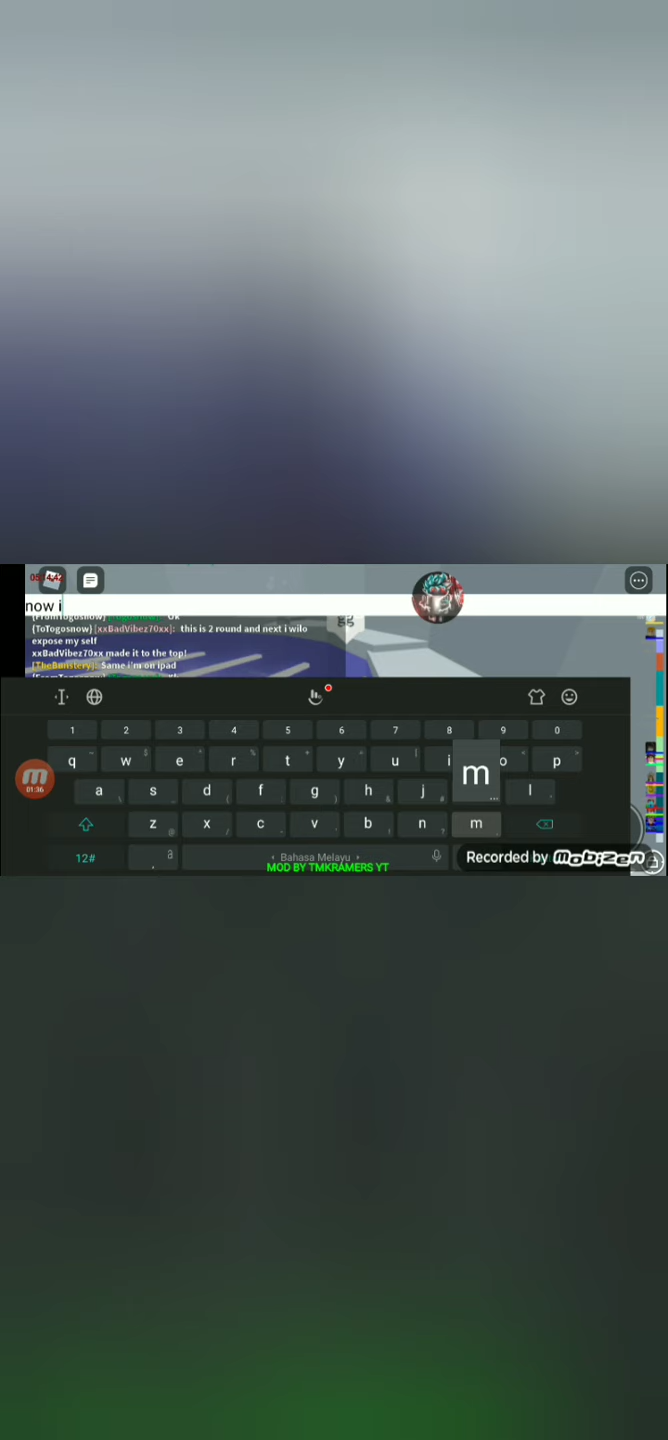 now i
{ToTogosnow} [xxBadVibez70xx]: this is 2 round and next i wilo
expose my self
xxBadVibez70xx made it to the top!
[TheBunstery]: Same i'm on ipad
1 2 3 4 5 6 7 8 9 0
q w e r t y u i o p
m
a s d f g h j l
01:36
z x c v b n m
12# Bahasa Melayu
Recorded by mobizen
MOD BY TMKRAMERS YT